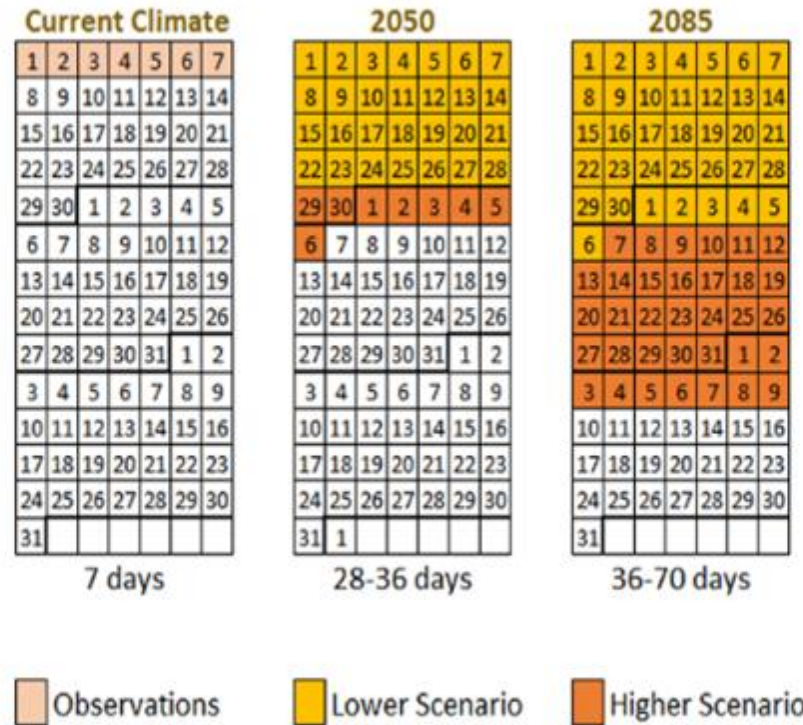 Current Climate 2050 2085
1 2 3 4 5 6 7 1 2 3 4 5 6 7 1 2 3 4 5 6 7
8 9 10 11 12 13 14 8 9 10 11 12 13 14 8 9 10 11 12 13 14
15 16 17 18 19 20 21 15 16 17 18 19 20 21 15 16 17 18 19 20 21
22 23 24 25 26 27 28 22 23 24 25 26 27 28 22 23 24 25 26 27 28
29 30 1 2 3 4 5 29 30 1 2 3 4 5 29 30 1 2 3 4 5
6 7 8 9 10 11 12 6 7 8 9 10 11 12 6 7 8 9 10 11 12
13 14 15 16 17 18 19 13 14 15 16 17 18 19 13 14 15 16 17 18 19
20 21 22 23 24 25 26 20 21 22 23 24 25 26 20 21 22 23 24 25 26
27 28 29 30 31 1 2 27 28 29 30 31 1 2 27 28 29 30 31 1 2
3 4 5 6 7 8 9 3 4 5 6 7 8 9 3 4 5 6 7 8 9
10 11 12 13 14 15 16 10 11 12 13 14 15 16 10 11 12 13 14 15 16
17 18 19 20 21 22 23 17 18 19 20 21 22 23 17 18 19 20 21 22 23
24 25 26 27 28 29 30 24 25 26 27 28 29 30 24 25 26 27 28 29 30
31 31 1 31
7 days 28-36 days 36-70 days
Observations Lower Scenario Higher Scenario